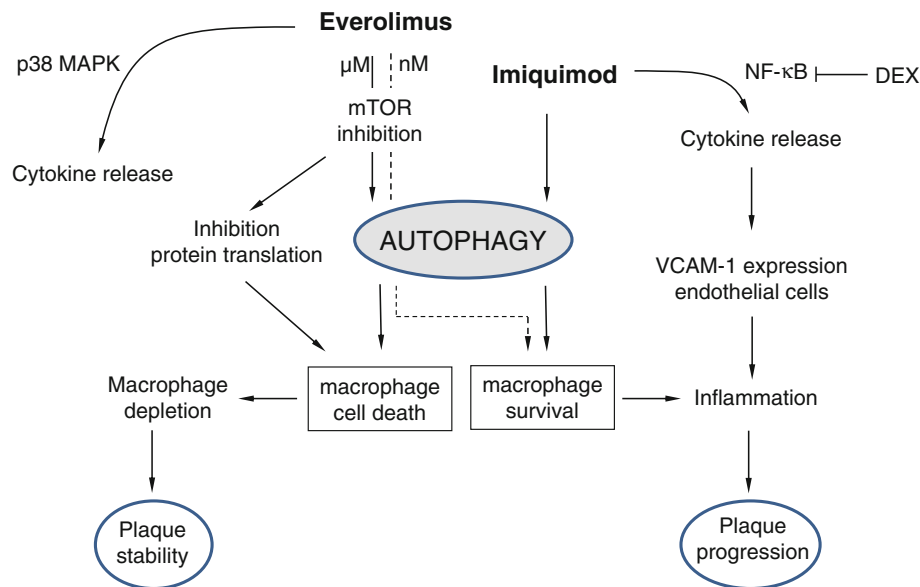 Everolimus
p38 MAPK
µM
nM
Imiquimod
NF-κB
DEX
mTOR
inhibition
Cytokine release
Cytokine release
Inhibition
protein translation
AUTOPHAGY
VCAM-1 expression
endothelial cells
Macrophage
depletion
macrophage
cell death
macrophage
survival
Inflammation
Plaque
stability
Plaque
progression